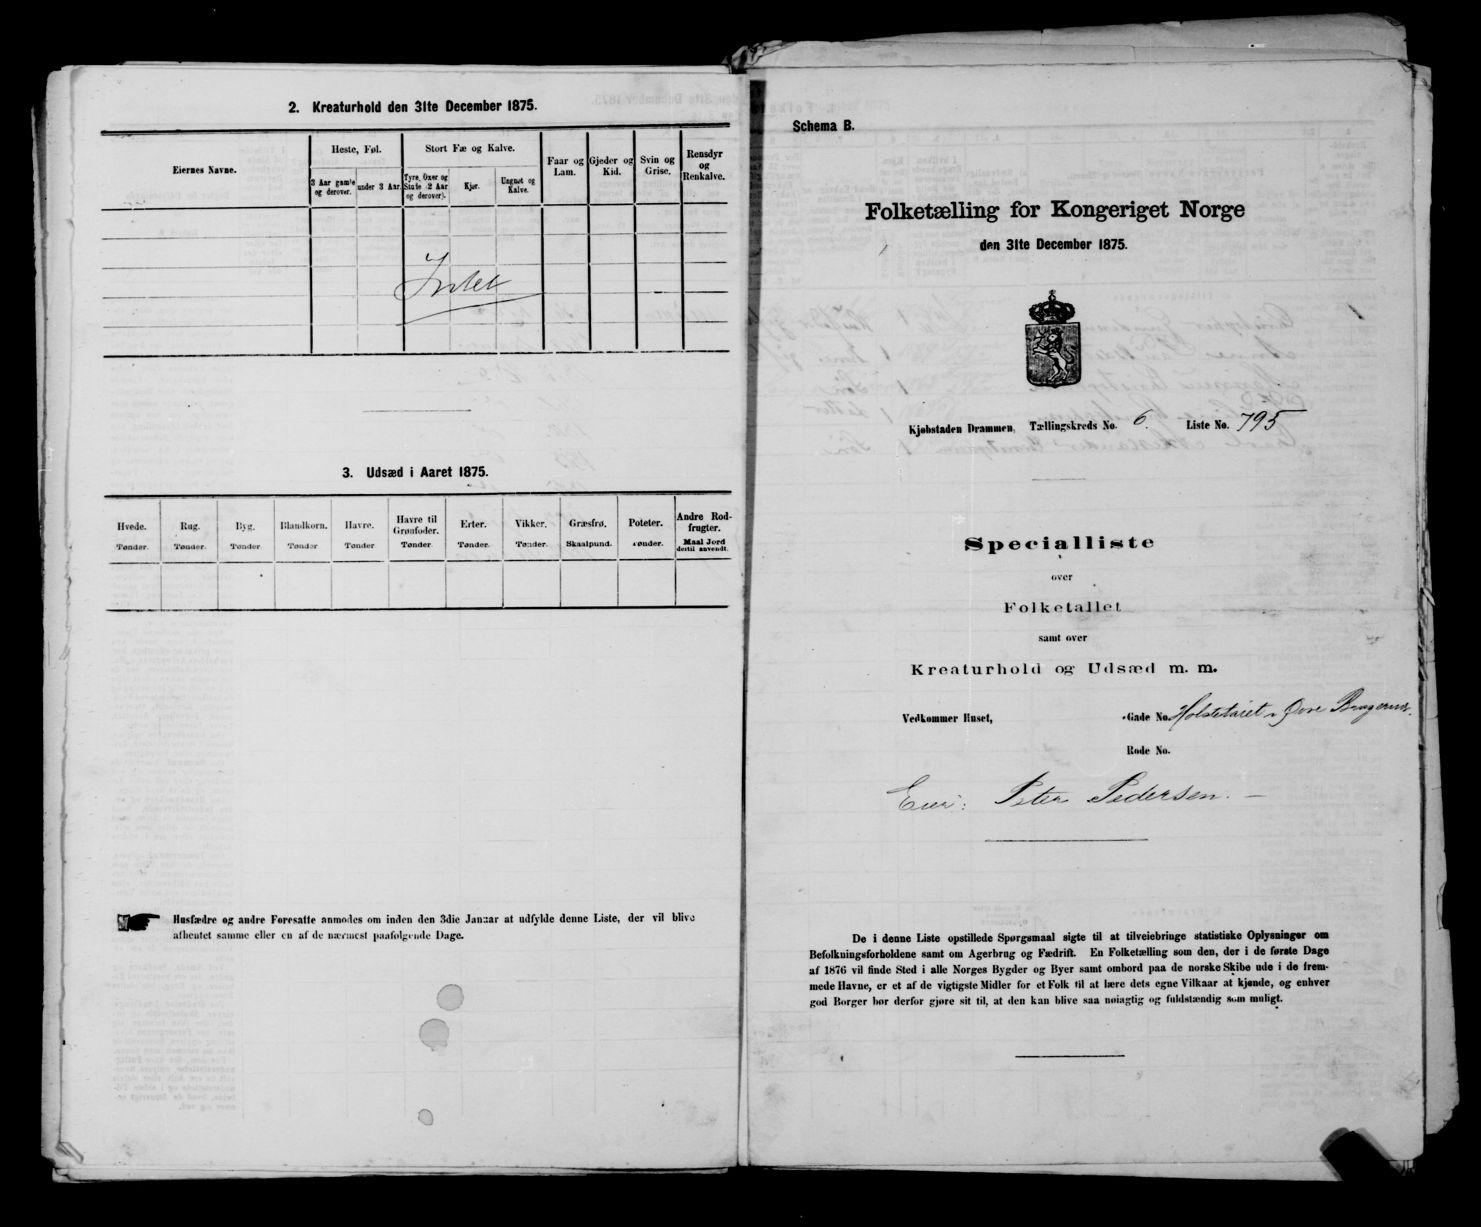 2. Kreaturhold den 31te December 1875.
Eiernes Navne.
Heste, Føl.
Stort Fæ og Kalve.
Faar og Lam.
Gjeder og Kid.
Svin og Grise.
Rensdyr og Renkalve.
3 Aar gamle og derover.
under 3 Aar.
Tyre, Oxer og Stude (2 Aar og derover).
Kjør.
Ungnøt og Kalve.
Intet
3. Udsæd i Aaret 1875.
Hvede. Rug. Byg. Blandkorn. Havre. Havre til Grønfoder. Erter. Vikker. Græsfrø. Poteter. Andre Rodfrugter.
Tønder. Tønder. Tønder. Tønder Tønder Tønder. Tønder. Tønder. Skaalpund. Tønder. Maal Jord dertil anvendt.
Husfædre og andre Foresatte anmodes om inden den 3die Januar at udfylde denne Liste, der vil blive
afhentet samme eller en af de nærmest paafølgende Dage.
Schema B.
Folketælling for Kongeriget Norge
den 31te December 1875.
Kjøbstaden Drammen, Tællingskreds No. 6. Liste No. 795
Specialliste
over
Folketallet
samt over
Kreaturhold og Udsæd m. m.
Vedkommer Huset, Gade No. Øvre Bragernes.
Rode No.
Eier: Peter Pedersen. —
De i denne Liste opstillede Spørgsmaal sigte til at tilveiebringe statistiske Oplysninger om
Befolkningsforholdene samt om Agerbrug og Fædrift. En Folketælling som den, der i de første Dage
af 1876 vil finde Sted i alle Norges Bygder og Byer samt ombord paa de norske Skibe ude i de frem-
mede Havne, er et af de vigtigste Midler for et Folk til at lære dets egne Vilkaar at kjende, og enhver
god Borger bør derfor gjøre sit til, at den kan blive saa nøiagtig og fuldstændig som muligt.